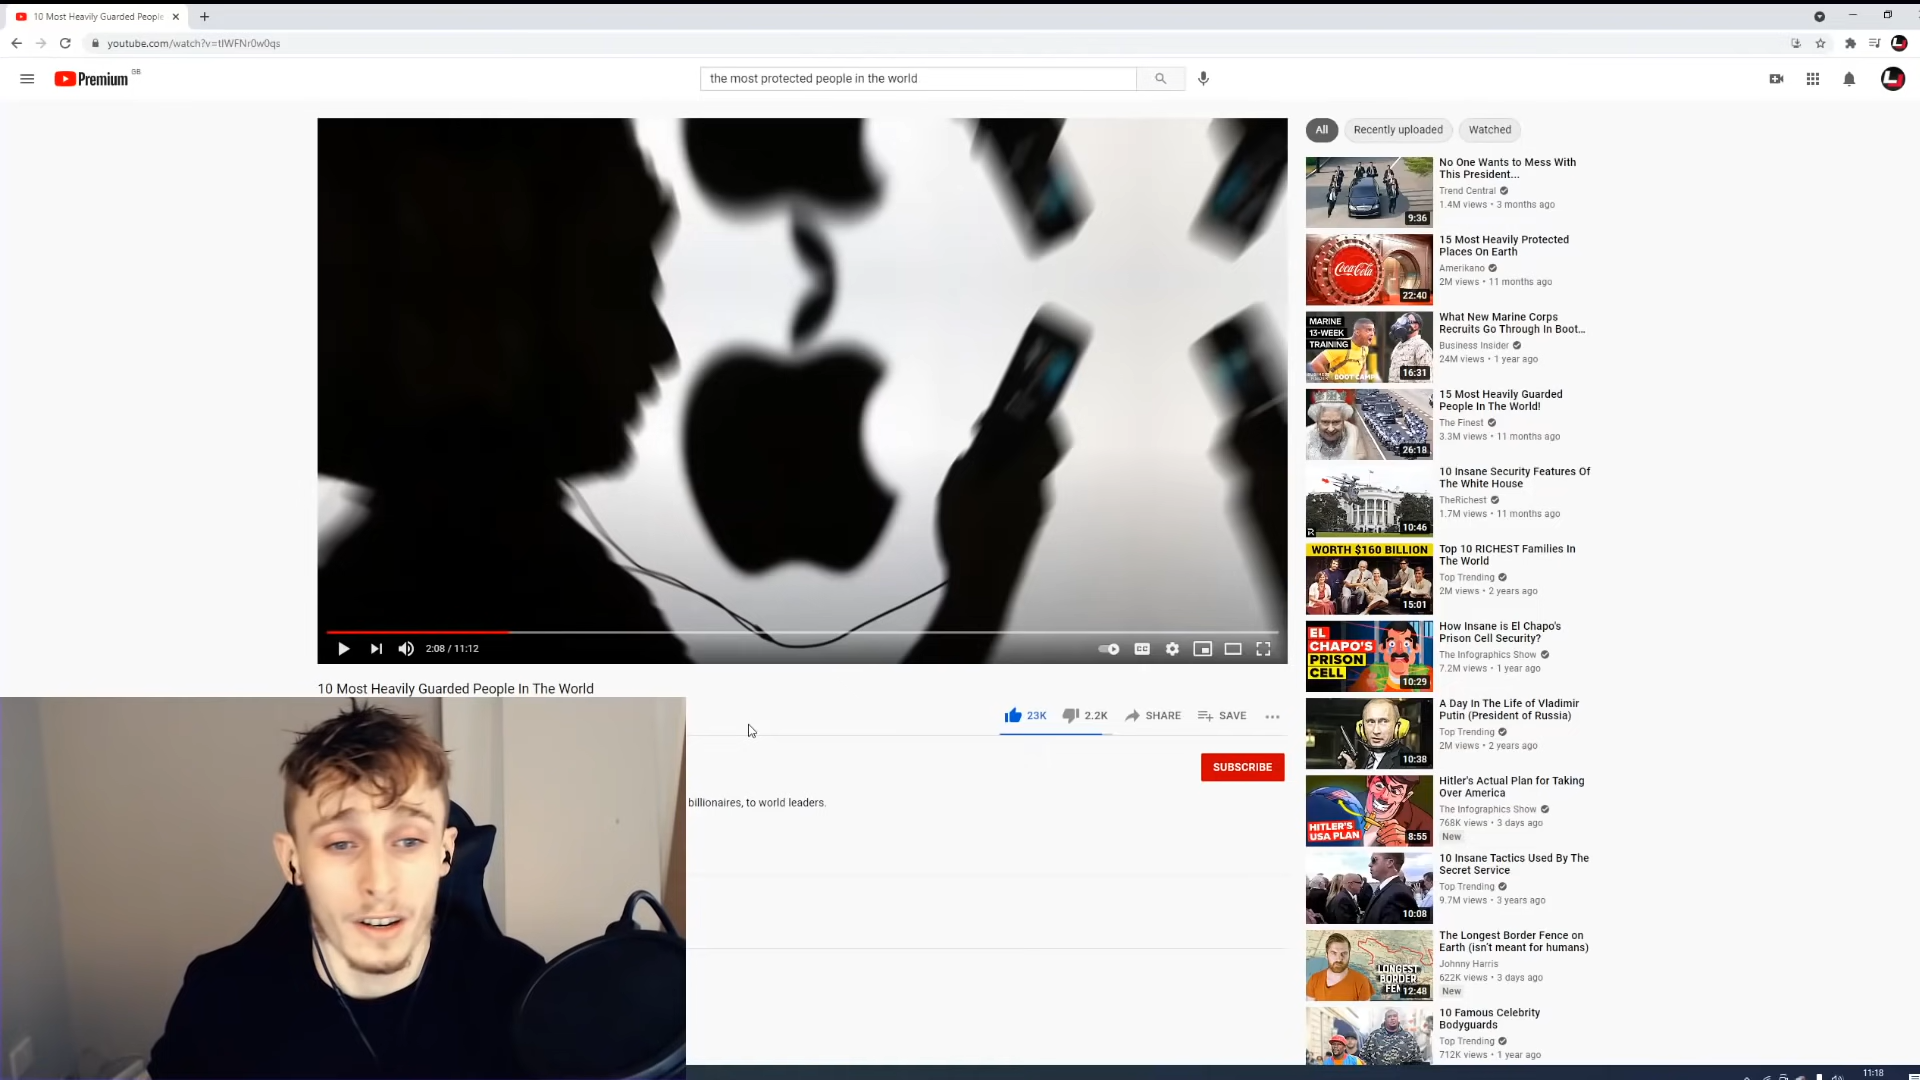 10 Most Heavily Guarded People
youtube.com/watch?v=tIWFNr0w0qs
Premium GB
the most protected people in the world
2:08 / 11:12
CC
10 Most Heavily Guarded People In The World
23K
2.2K
SHARE
SAVE
SUBSCRIBE
billionaires, to world leaders.
All
Recently uploaded
Watched
9:36
No One Wants to Mess With
This President...
Trend Central
1.4M views • 3 months ago
Coca-Cola
22:40
15 Most Heavily Protected
Places On Earth
Amerikano
2M views • 11 months ago
MARINE
13-WEEK
TRAINING
BOOT CAMP
16:31
What New Marine Corps
Recruits Go Through In Boot...
Business Insider
24M views • 1 year ago
26:18
15 Most Heavily Guarded
People In The World!
The Finest
3.3M views • 11 months ago
R
10:46
10 Insane Security Features Of
The White House
TheRichest
1.7M views • 11 months ago
WORTH $160 BILLION
15:01
Top 10 RICHEST Families In
The World
Top Trending
2M views • 2 years ago
EL
CHAPO'S
PRISON
CELL
10:29
How Insane is El Chapo's
Prison Cell Security?
The Infographics Show
7.2M views • 1 year ago
10:38
A Day In The Life of Vladimir
Putin (President of Russia)
Top Trending
2M views • 2 years ago
HITLER'S
USA PLAN
8:55
Hitler's Actual Plan for Taking
Over America
The Infographics Show
768K views • 3 days ago
New
10:08
10 Insane Tactics Used By The
Secret Service
Top Trending
9.7M views • 3 years ago
LONGEST
BORDER
FEN
12:48
The Longest Border Fence on
Earth (isn't meant for humans)
Johnny Harris
622K views • 3 days ago
New
10 Famous Celebrity
Bodyguards
Top Trending
712K views • 1 year ago
11:18